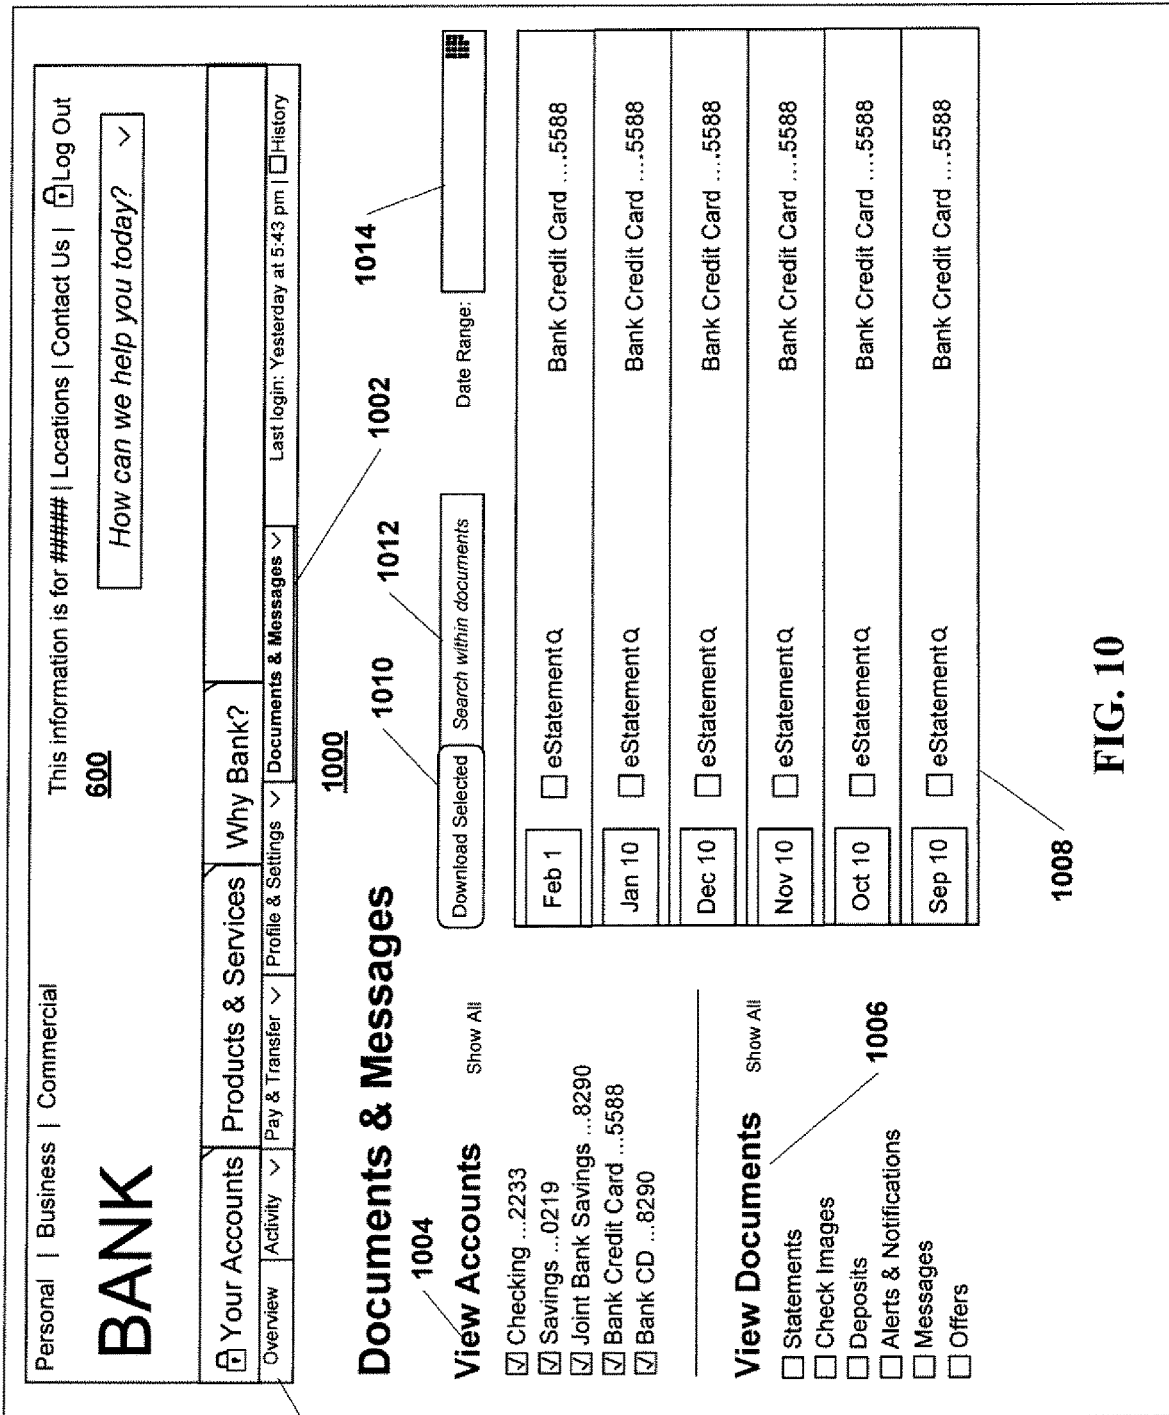 Personal | Business | Commercial
This information is for ##### | Locations | Contact Us | Log Out
BANK
600
How can we help you today?
Your Accounts
Products & Services
Why Bank?
Overview
Activity
Pay & Transfer
Profile & Settings
Documents & Messages
Last login: Yesterday at 5:43 pm | History
1000
1002
Documents & Messages
1010
1012
1014
1004
View Accounts
Show All
Checking ...2233
Savings ...0219
Joint Bank Savings ...8290
Bank Credit Card ...5588
Bank CD ...8290
View Documents
Show All
1006
Statements
Check Images
Deposits
Alerts & Notifications
Messages
Offers
Download Selected
Search within documents
Date Range:
Feb 1 eStatement Bank Credit Card ....5588
Jan 10 eStatement Bank Credit Card ....5588
Dec 10 eStatement Bank Credit Card ....5588
Nov 10 eStatement Bank Credit Card ....5588
Oct 10 eStatement Bank Credit Card ....5588
Sep 10 eStatement Bank Credit Card ....5588
1008
FIG. 10